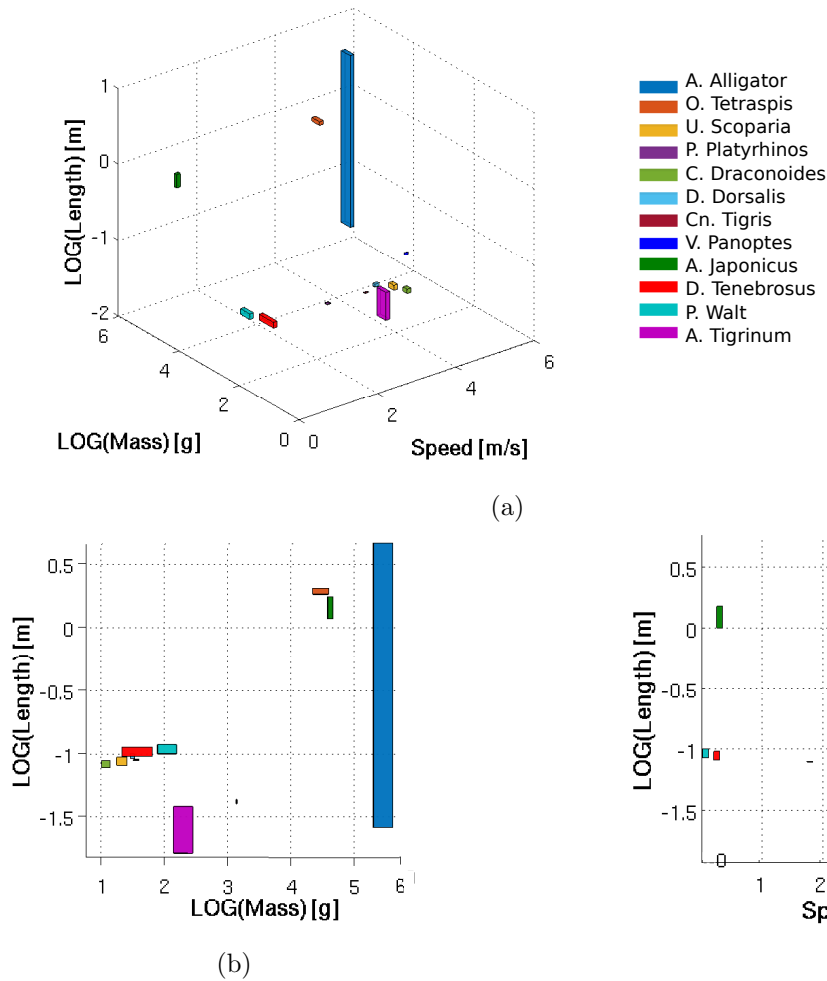 LOG(Length) [m]
1
0
-1
-2
6
4
2
0
0
2
4
6
LOG(Mass) [g]
Speed [m/s]
A. Alligator
O. Tetraspis
U. Scoparia
P. Platyrhinos
C. Draconoides
D. Dorsalis
Cn. Tigris
V. Panoptes
A. Japonicus
D. Tenebrosus
P. Walt
A. Tigrinum
(a)
LOG(Length) [m]
0.5
0
-0.5
-1
-1.5
1
2
3
4
5
6
LOG(Mass) [g]
(b)
LOG(Length) [m]
0.5
0
-0.5
-1
-1.5
0
1
2
Sp